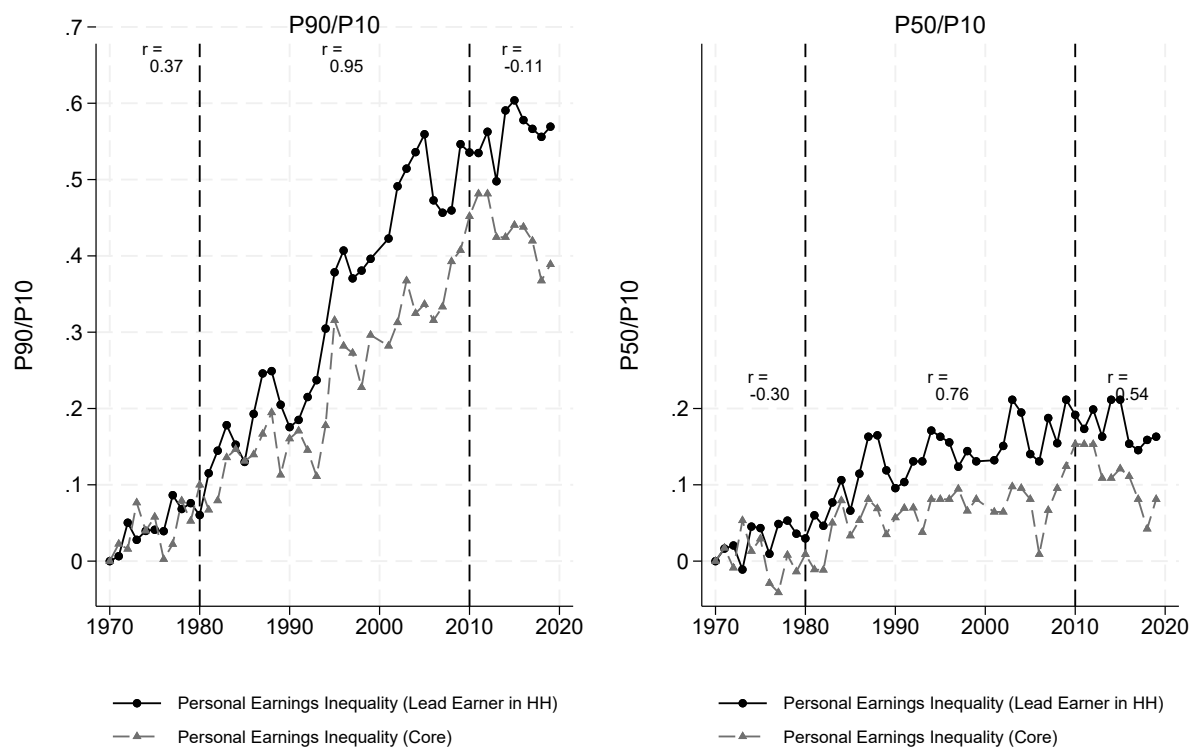 P90/P10
r =
0.37
r =
0.95
r =
-0.11
P90/P10
.7
.6
.5
.4
.3
.2
.1
0
1970 1980 1990 2000 2010 2020
Personal Earnings Inequality (Lead Earner in HH)
Personal Earnings Inequality (Core)
P50/P10
r =
-0.30
r =
0.76
r =
0.54
P50/P10
.2
.1
0
1970 1980 1990 2000 2010 2020
Personal Earnings Inequality (Lead Earner in HH)
Personal Earnings Inequality (Core)